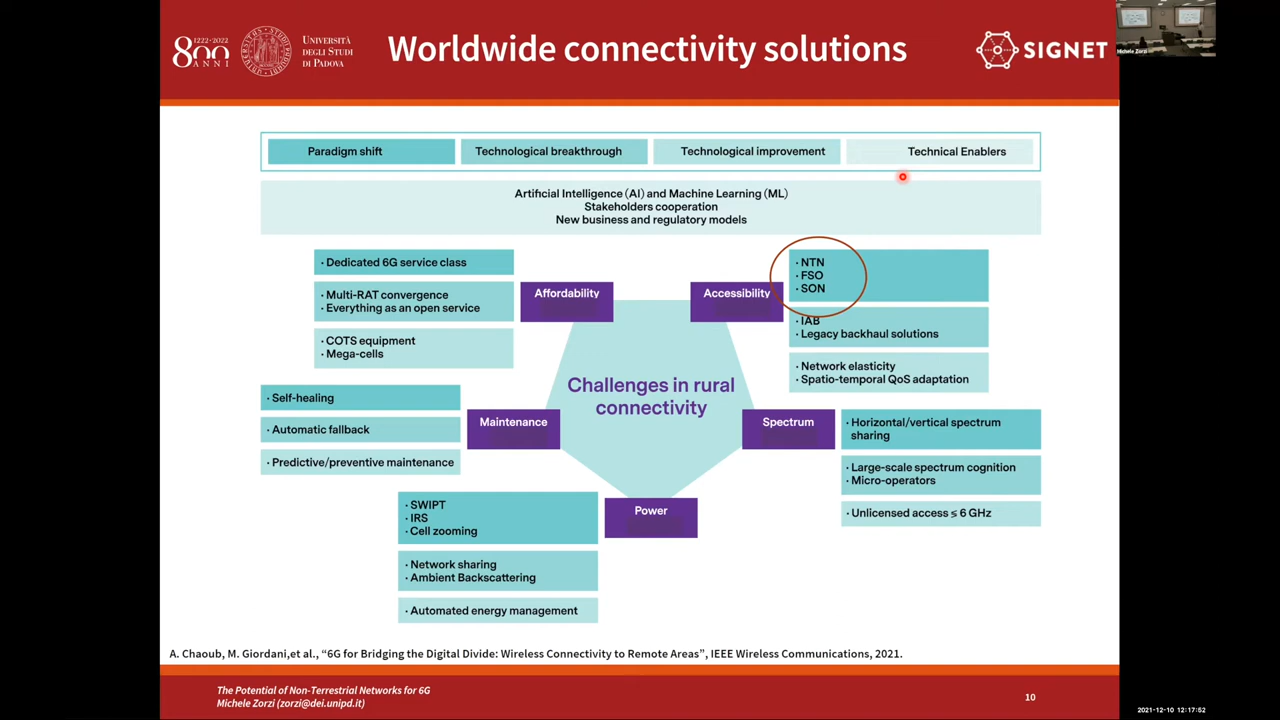 1222·2022
800
ANNI
UNIVERSITÀ
DEGLI STUDI
DI PADOVA
Worldwide connectivity solutions
SIGNET
Michele Zorzi
Paradigm shift
Technological breakthrough
Technological improvement
Technical Enablers
Artificial Intelligence (AI) and Machine Learning (ML)
Stakeholders cooperation
New business and regulatory models
· Dedicated 6G service class
· Multi-RAT convergence
· Everything as an open service
· COTS equipment
· Mega-cells
Affordability
Accessibility
· NTN
· FSO
· SON
· IAB
· Legacy backhaul solutions
· Network elasticity
· Spatio-temporal QoS adaptation
Challenges in rural
connectivity
· Self-healing
· Automatic fallback
· Predictive/preventive maintenance
Maintenance
Spectrum
· Horizontal/vertical spectrum
sharing
· Large-scale spectrum cognition
· Micro-operators
· Unlicensed access ≤ 6 GHz
· SWIPT
· IRS
· Cell zooming
· Network sharing
· Ambient Backscattering
· Automated energy management
Power
A. Chaoub, M. Giordani,et al., “6G for Bridging the Digital Divide: Wireless Connectivity to Remote Areas”, IEEE Wireless Communications, 2021.
The Potential of Non-Terrestrial Networks for 6G
Michele Zorzi (zorzi@dei.unipd.it)
10
2021-12-10 12:17:52